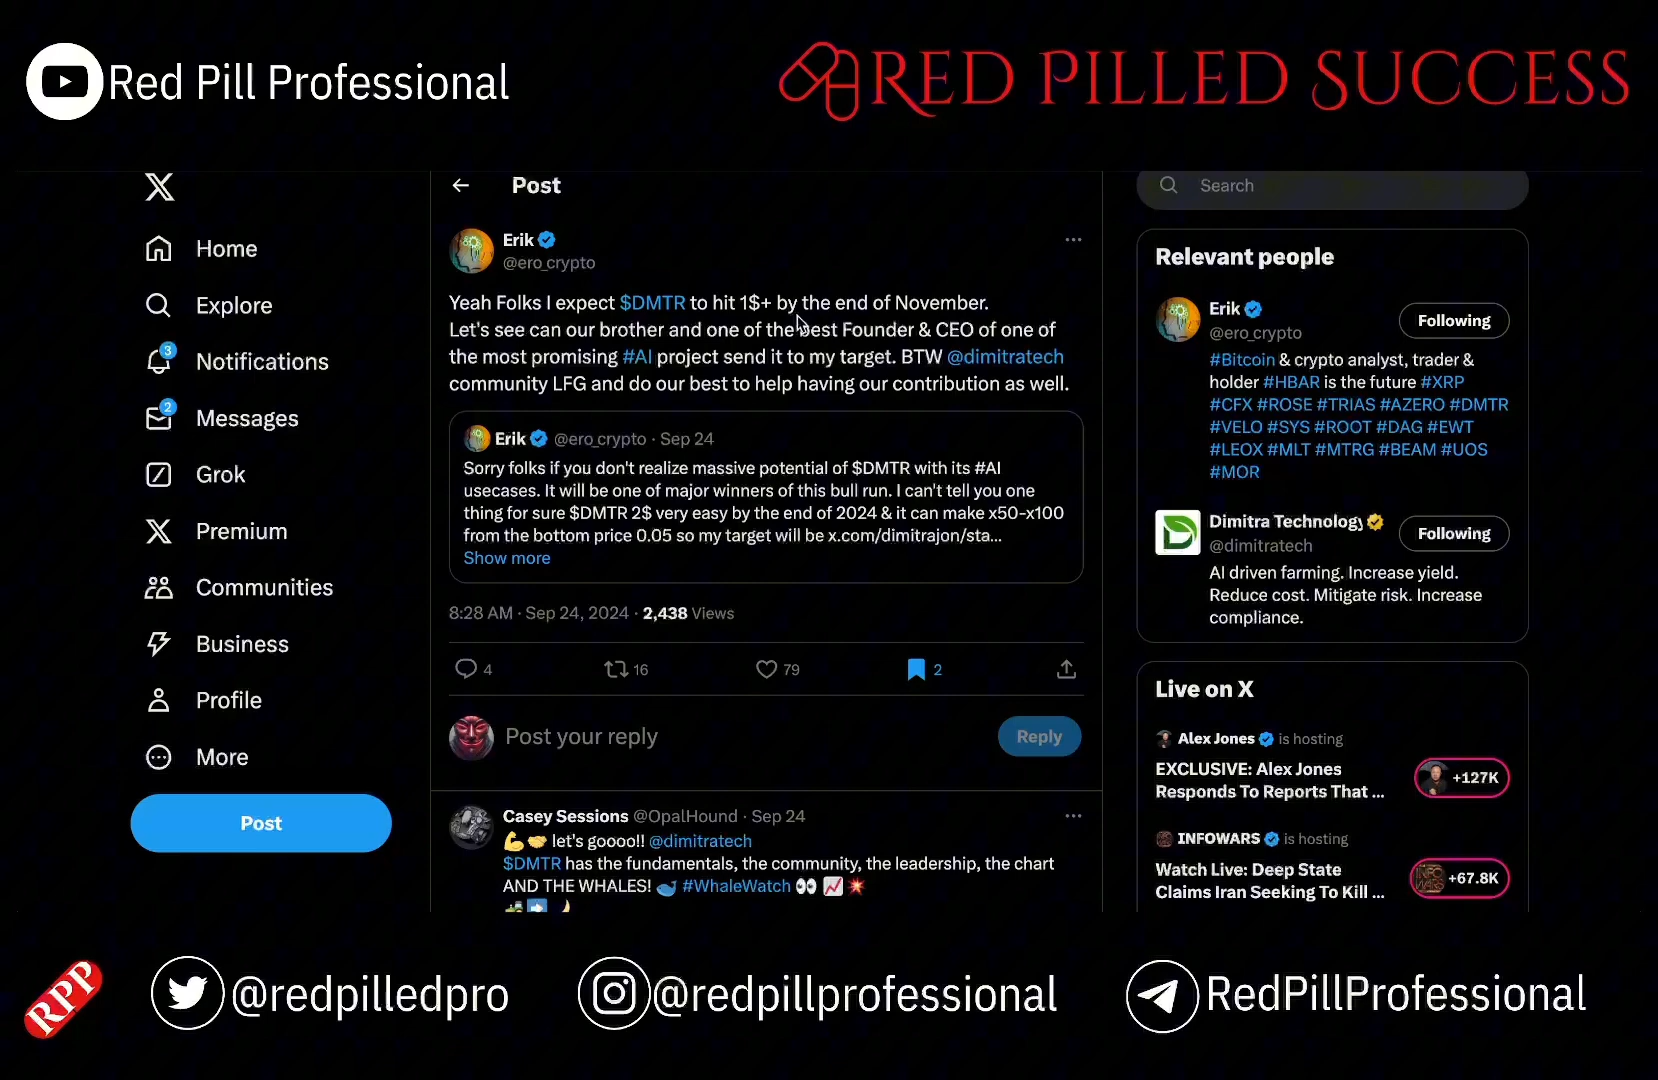 Red Pill Professional
RED PILLED SUCCESS
Home
Explore
3
Notifications
2
Messages
Grok
Premium
Communities
Business
Profile
More
Post
Post
Erik
@ero_crypto
Yeah Folks I expect $DMTR to hit 1$+ by the end of November.
Let's see can our brother and one of the best Founder & CEO of one of
the most promising #AI project send it to my target. BTW @dimitratech
community LFG and do our best to help having our contribution as well.
Erik @ero_crypto · Sep 24
Sorry folks if you don't realize massive potential of $DMTR with its #AI
usecases. It will be one of major winners of this bull run. I can't tell you one
thing for sure $DMTR 2$ very easy by the end of 2024 & it can make x50-x100
from the bottom price 0.05 so my target will be x.com/dimitrajon/sta...
Show more
8:28 AM · Sep 24, 2024 · 2,438 Views
4 16 79 2
Post your reply
Reply
Casey Sessions @OpalHound · Sep 24
💪🤝 let's goooo!! @dimitratech
$DMTR has the fundamentals, the community, the leadership, the chart
AND THE WHALES! 🐳 #WhaleWatch 👀 📈 💥
Search
Relevant people
Erik
@ero_crypto
Following
#Bitcoin & crypto analyst, trader &
holder #HBAR is the future #XRP
#CFX #ROSE #TRIAS #AZERO #DMTR
#VELO #SYS #ROOT #DAG #EWT
#LEOX #MLT #MTRG #BEAM #UOS
#MOR
Dimitra Technology
@dimitratech
Following
AI driven farming. Increase yield.
Reduce cost. Mitigate risk. Increase
compliance.
Live on X
Alex Jones is hosting
EXCLUSIVE: Alex Jones
Responds To Reports That ...
+127K
INFOWARS is hosting
Watch Live: Deep State
Claims Iran Seeking To Kill ...
INFO
WARS
+67.8K
RPP
@redpilledpro
@redpillprofessional
RedPillProfessional